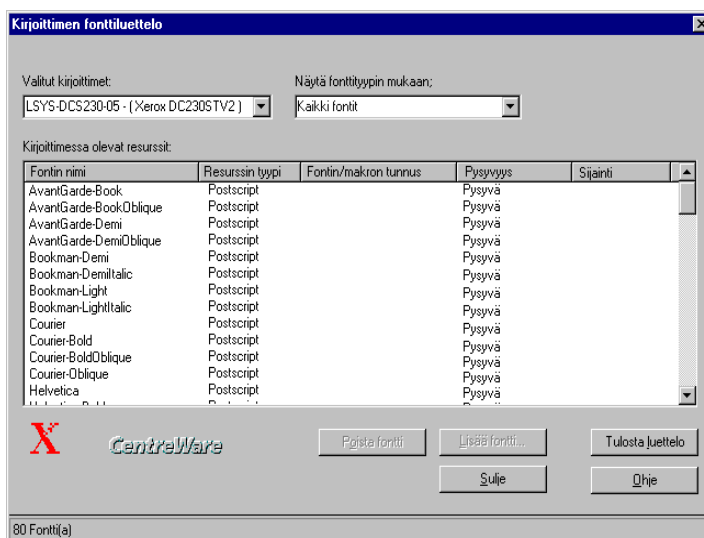 Kirjoittimen fonttiluettelo
Valitut kirjoittimet: Näytä fonttityypin mukaan;
LSYS-DCS230-05 - ( Xerox DC230STV2 ) Kaikki fontit
Kirjoittimessa olevat resurssit:
Fontin nimi Resurssin tyypi Fontin/makron tunnus Pysyvyys Sijainti
AvantGarde-Book Postscript Pysyvä
AvantGarde-BookOblique Postscript Pysyvä
AvantGarde-Demi Postscript Pysyvä
AvantGarde-DemiOblique Postscript Pysyvä
Bookman-Demi Postscript Pysyvä
Bookman-DemiItalic Postscript Pysyvä
Bookman-Light Postscript Pysyvä
Bookman-LightItalic Postscript Pysyvä
Courier Postscript Pysyvä
Courier-Bold Postscript Pysyvä
Courier-BoldOblique Postscript Pysyvä
Courier-Oblique Postscript Pysyvä
Helvetica Postscript Pysyvä
X CentreWare Poista fontti Lisää fontti... Tulosta luettelo
Sulje Ohje
80 Fontti(a)